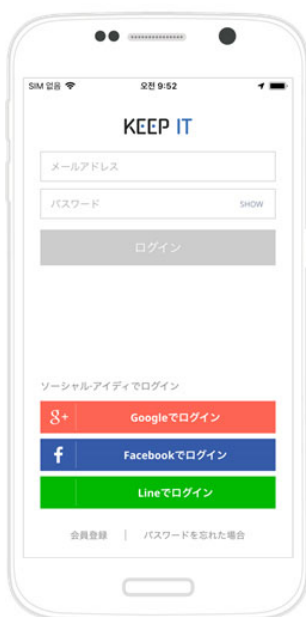 SIM 없음 오전 9:52
KEEP IT
メールアドレス
パスワード SHOW
ログイン
ソーシャル·アイディでログイン
8+ Googleでログイン
f Facebookでログイン
Lineでログイン
会員登録 | パスワードを忘れた場合